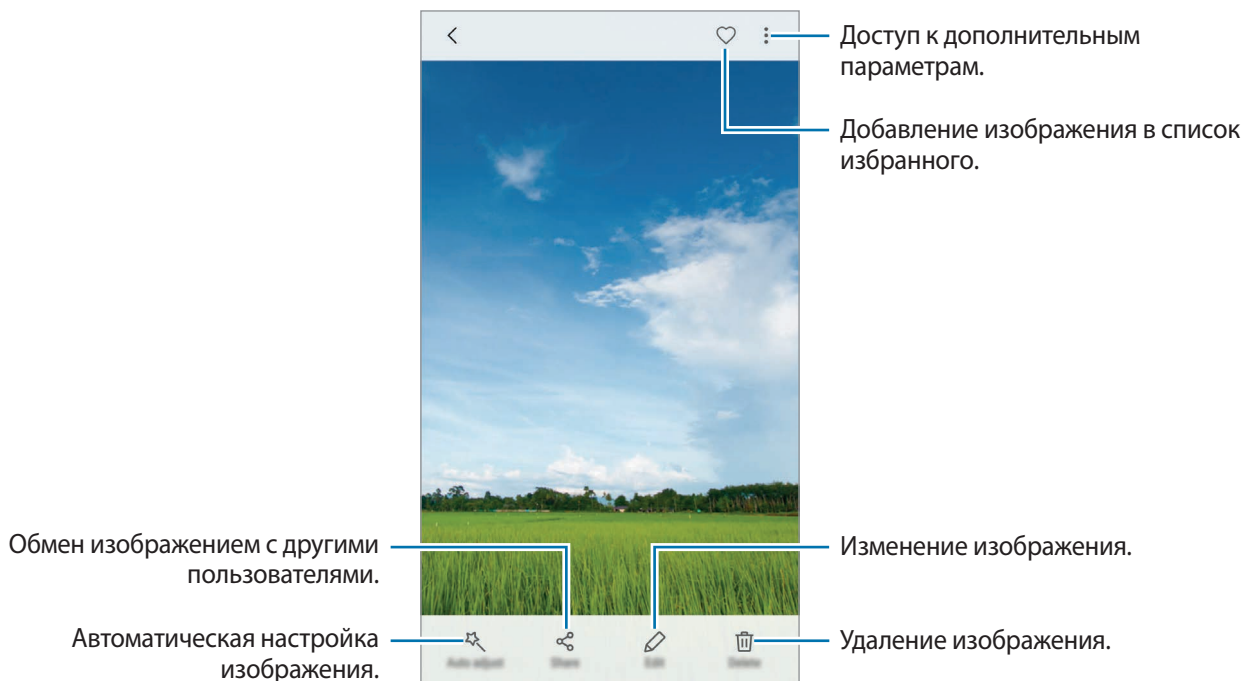 Доступ к дополнительным
параметрам.
Добавление изображения в список
избранного.
Обмен изображением с другими
пользователями.
Изменение изображения.
Автоматическая настройка
изображения.
Удаление изображения.
Auto adjust
Share
Edit
Delete